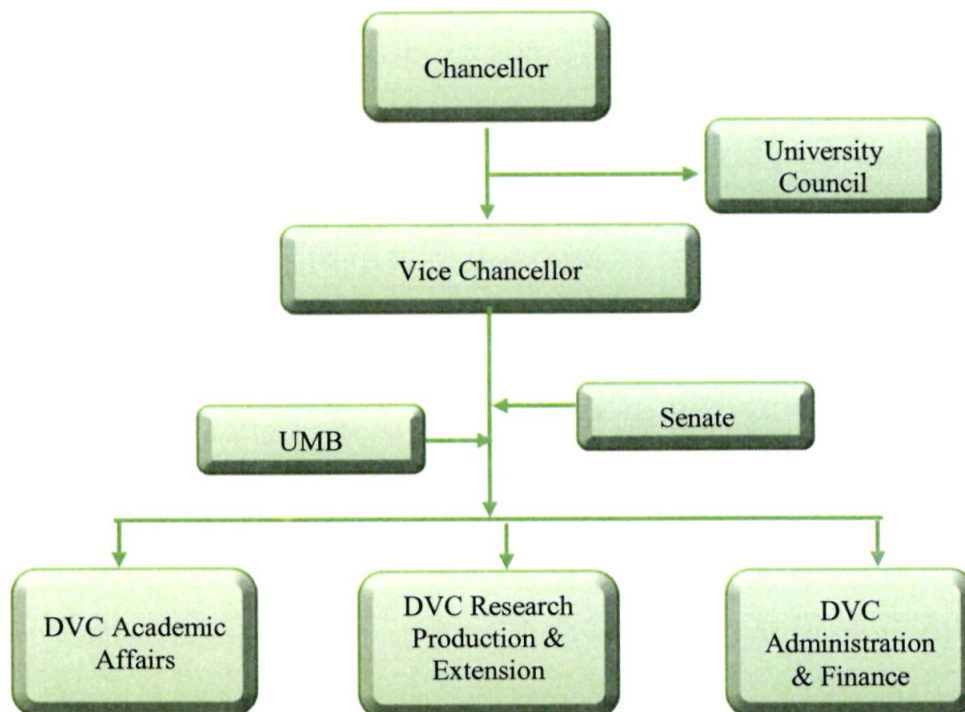 Chancellor
University
Council
Vice Chancellor
Senate
UMB
DVC Academic
Affairs
DVC Research
Production &
Extension
DVC
Administration
& Finance